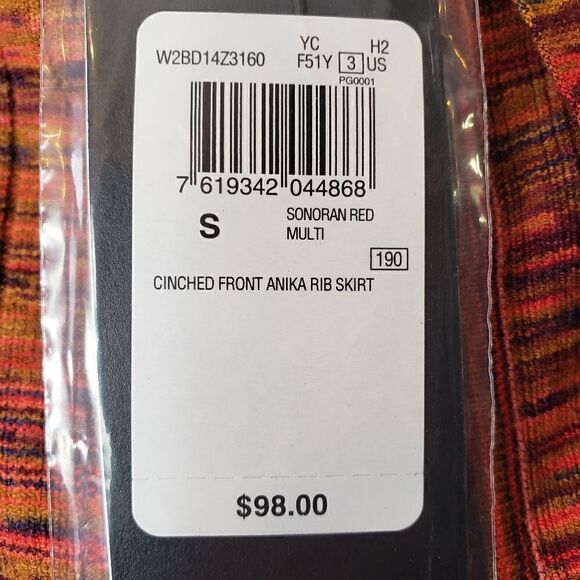 YC H2
W2BD14Z3160 F51Y 3 US
PG0001
7 619342 044868
S SONORAN RED
MULTI
190
CINCHED FRONT ANIKA RIB SKIRT
$98.00